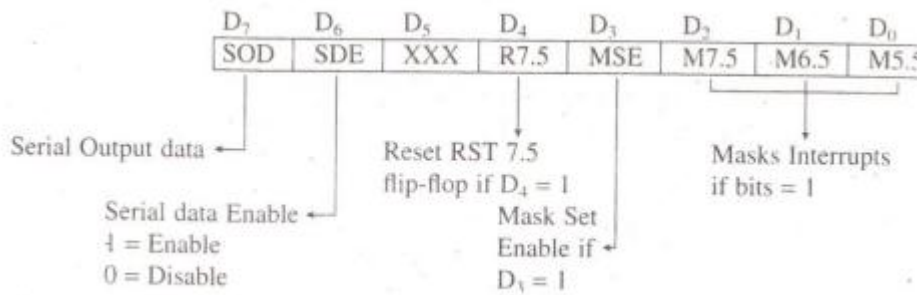 D₇ D₆ D₅ D₄ D₃ D₂ D₁ D₀
SOD SDE XXX R7.5 MSE M7.5 M6.5 M5.5
Serial Output data
Reset RST 7.5
flip-flop if D₄ = 1
Masks Interrupts
if bits = 1
Serial data Enable
1 = Enable
0 = Disable
Mask Set
Enable if
D₃ = 1